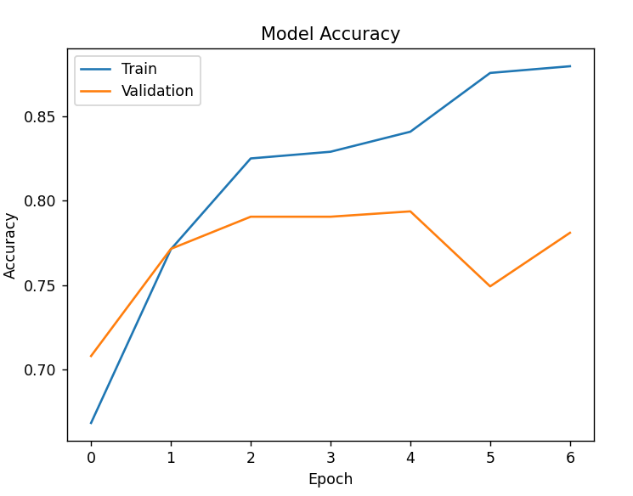 Model Accuracy
Train
Validation
0.85
0.80
0.75
0.70
Accuracy
0 1 2 3 4 5 6
Epoch